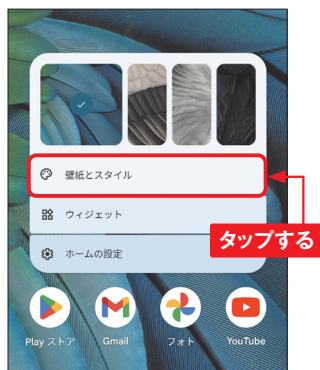 壁紙とスタイル
ウィジェット
タップする
ホームの設定
Play ストア
Gmail
フォト
YouTube